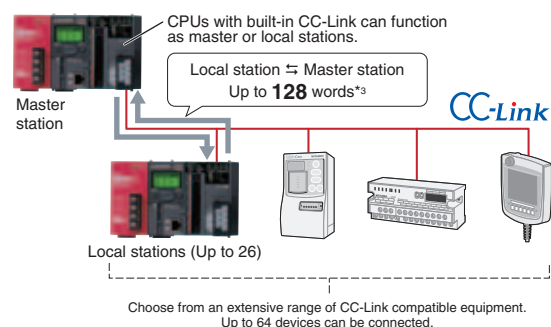 CPUs with built-in CC-Link can function
as master or local stations.
Local station ⇆ Master station
Up to 128 words*3
Master
station
CC-Link
Local stations (Up to 26)
Choose from an extensive range of CC-Link compatible equipment.
Up to 64 devices can be connected.